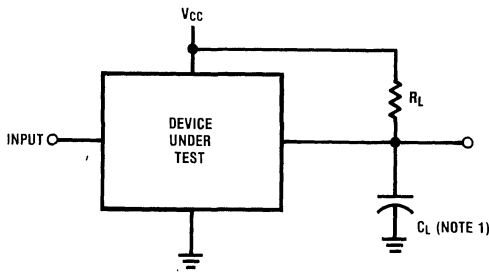 VCC
RL
DEVICE
UNDER
TEST
INPUT
CL (NOTE 1)